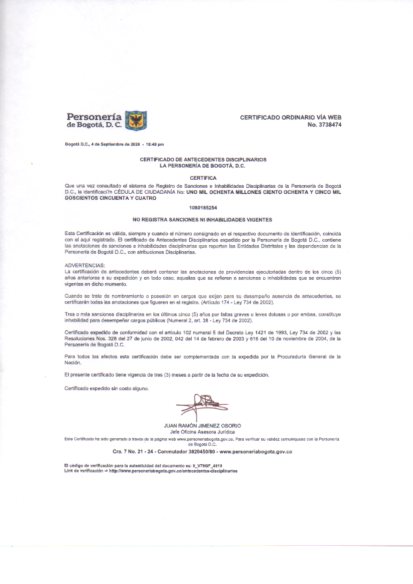 Personería
de Bogotá, D. C.
CERTIFICADO ORDINARIO VÍA WEB
No. 3738474
Bogotá D.C., 4 de Septiembre de 2020 - 18:49 pm
CERTIFICADO DE ANTECEDENTES DISCIPLINARIOS
LA PERSONERÍA DE BOGOTÁ, D.C.
CERTIFICA
Que una vez consultado el sistema de Registro de Sanciones e Inhabilidades Disciplinarias de la Personería de Bogotá
D.C., la identificación CÉDULA DE CIUDADANÍA No: UNO MIL OCHENTA MILLONES CIENTO OCHENTA Y CINCO MIL
DOSCIENTOS CINCUENTA Y CUATRO
1080185254
NO REGISTRA SANCIONES NI INHABILIDADES VIGENTES
Esta Certificación es válida, siempre y cuando el número consignado en el respectivo documento de identificación, coincida
con el aquí registrado. El certificado de Antecedentes Disciplinarios expedido por la Personería de Bogotá D.C., contiene
las anotaciones de sanciones e inhabilidades disciplinarias que reporten las Entidades Distritales y las dependencias de la
Personería de Bogotá D.C., con atribuciones Disciplinarias.
ADVERTENCIAS:
La certificación de antecedentes deberá contener las anotaciones de providencias ejecutoriadas dentro de los cinco (5)
años anteriores a su expedición y en todo caso, aquellas que se refieren a sanciones o inhabilidades que se encuentren
vigentes en dicho momento.
Cuando se trate de nombramiento o posesión en cargos que exijan para su desempeño ausencia de antecedentes, se
certificarán todas las anotaciones que figuren en el registro. (Artículo 174 - Ley 734 de 2002).
Tres o más sanciones disciplinarias en los últimos cinco (5) años por faltas graves o leves dolosas o por ambas, constituye
inhabilidad para desempeñar cargos públicos (Numeral 2, art. 38 - Ley 734 de 2002).
Certificado expedido de conformidad con el artículo 102 numeral 6 del Decreto Ley 1421 de 1993, Ley 734 de 2002 y las
Resoluciones Nos. 328 del 27 de junio de 2002, 042 del 14 de febrero de 2003 y 618 del 10 de noviembre de 2004, de la
Personería de Bogotá D.C.
Para todos los efectos esta certificación debe ser complementada con la expedida por la Procuraduría General de la
Nación.
El presente certificado tiene vigencia de tres (3) meses a partir de la fecha de su expedición.
Certificado expedido sin costo alguno.
JUAN RAMÓN JIMENEZ OSORIO
Jefe Oficina Asesora Jurídica
Este Certificado ha sido generado a través de la página web www.personeriabogota.gov.co. Para verificar su validez comuníquese con la Personería
de Bogotá D.C.
Cra. 7 No. 21 - 24 - Conmutador 3820450/80 - www.personeriabogota.gov.co
El código de verificación para la autenticidad del documento es:
Link de verificación http://www.personeriabogota.gov.co/antecedentes-disciplinarios